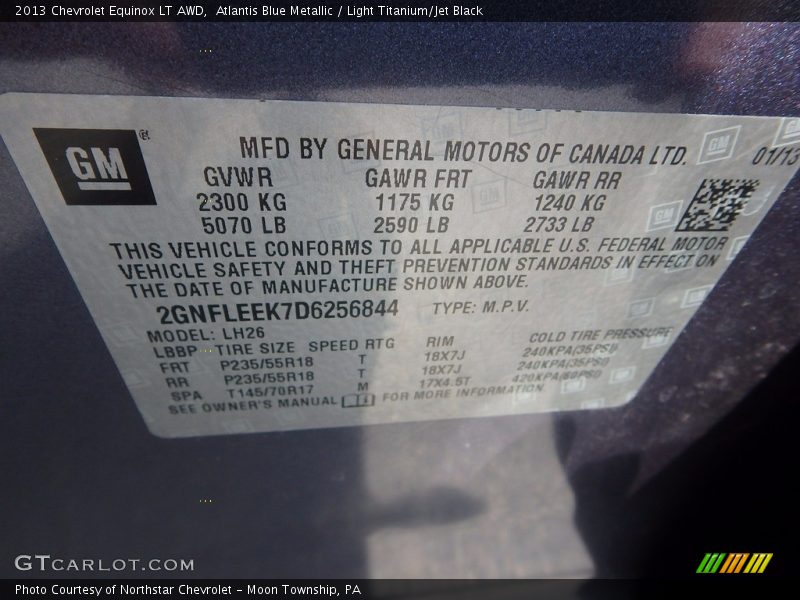 2013 Chevrolet Equinox LT AWD,  Atlantis Blue Metallic / Light Titanium/Jet Black
GM
MFD BY GENERAL MOTORS OF CANADA LTD. 01/13
GVWR GAWR FRT GAWR RR
2300 KG 1175 KG 1240 KG
5070 LB 2590 LB 2733 LB
THIS VEHICLE CONFORMS TO ALL APPLICABLE U.S. FEDERAL MOTOR
VEHICLE SAFETY AND THEFT PREVENTION STANDARDS IN EFFECT ON
THE DATE OF MANUFACTURE SHOWN ABOVE.
2GNFLEEK7D6256844 TYPE: M.P.V.
MODEL: LH26
LBBP TIRE SIZE SPEED RTG RIM COLD TIRE PRESSURE
FRT P235/55R18 T 18X7J 240KPA(35PSI)
RR P235/55R18 T 18X7J 240KPA(35PSI)
SPA T145/70R17 M 17X4.5T 420KPA(60PSI)
SEE OWNER'S MANUAL FOR MORE INFORMATION
GTCARLOT.COM
Photo Courtesy of Northstar Chevrolet - Moon Township, PA